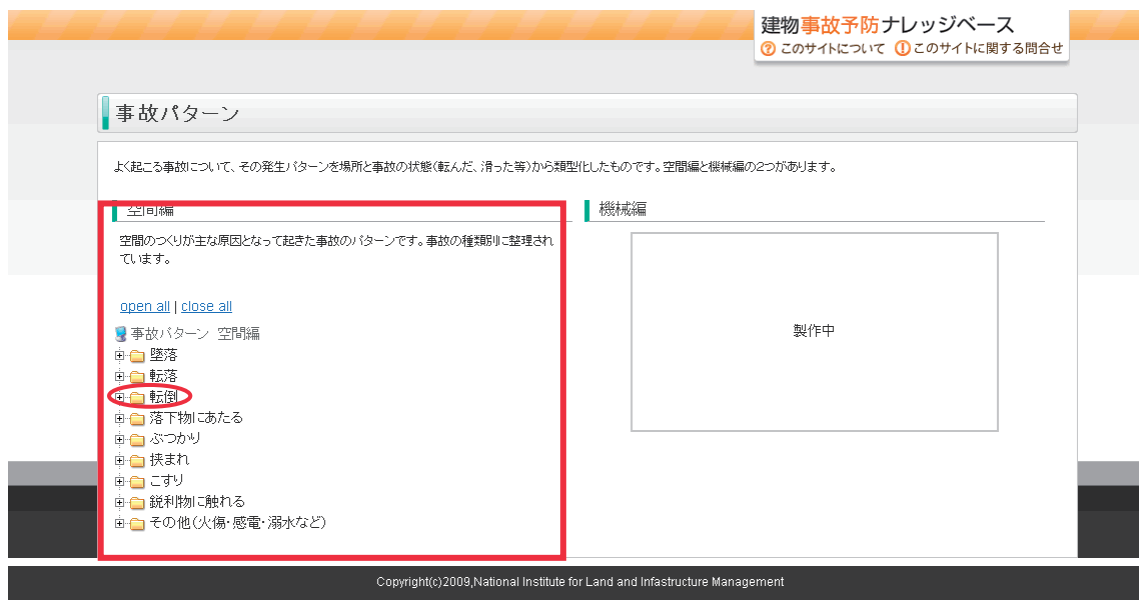 建物事故予防ナレッジベース
このサイトについて このサイトに関する問合せ
事故パターン
よく起こる事故について、その発生パターンを場所と事故の状態(転んだ、滑った等)から類型化したものです。空間編と機械編の2つがあります。
空間編
空間のつくりが主な原因となって起きた事故のパターンです。事故の種類別に整理され
ています。
open all | close all
事故パターン 空間編
墜落
転落
転倒
落下物にあたる
ぶつかり
挟まれ
こすり
鋭利物に触れる
その他(火傷・感電・溺水など)
機械編
製作中
Copyright(c)2009,National Institute for Land and Infastructure Management